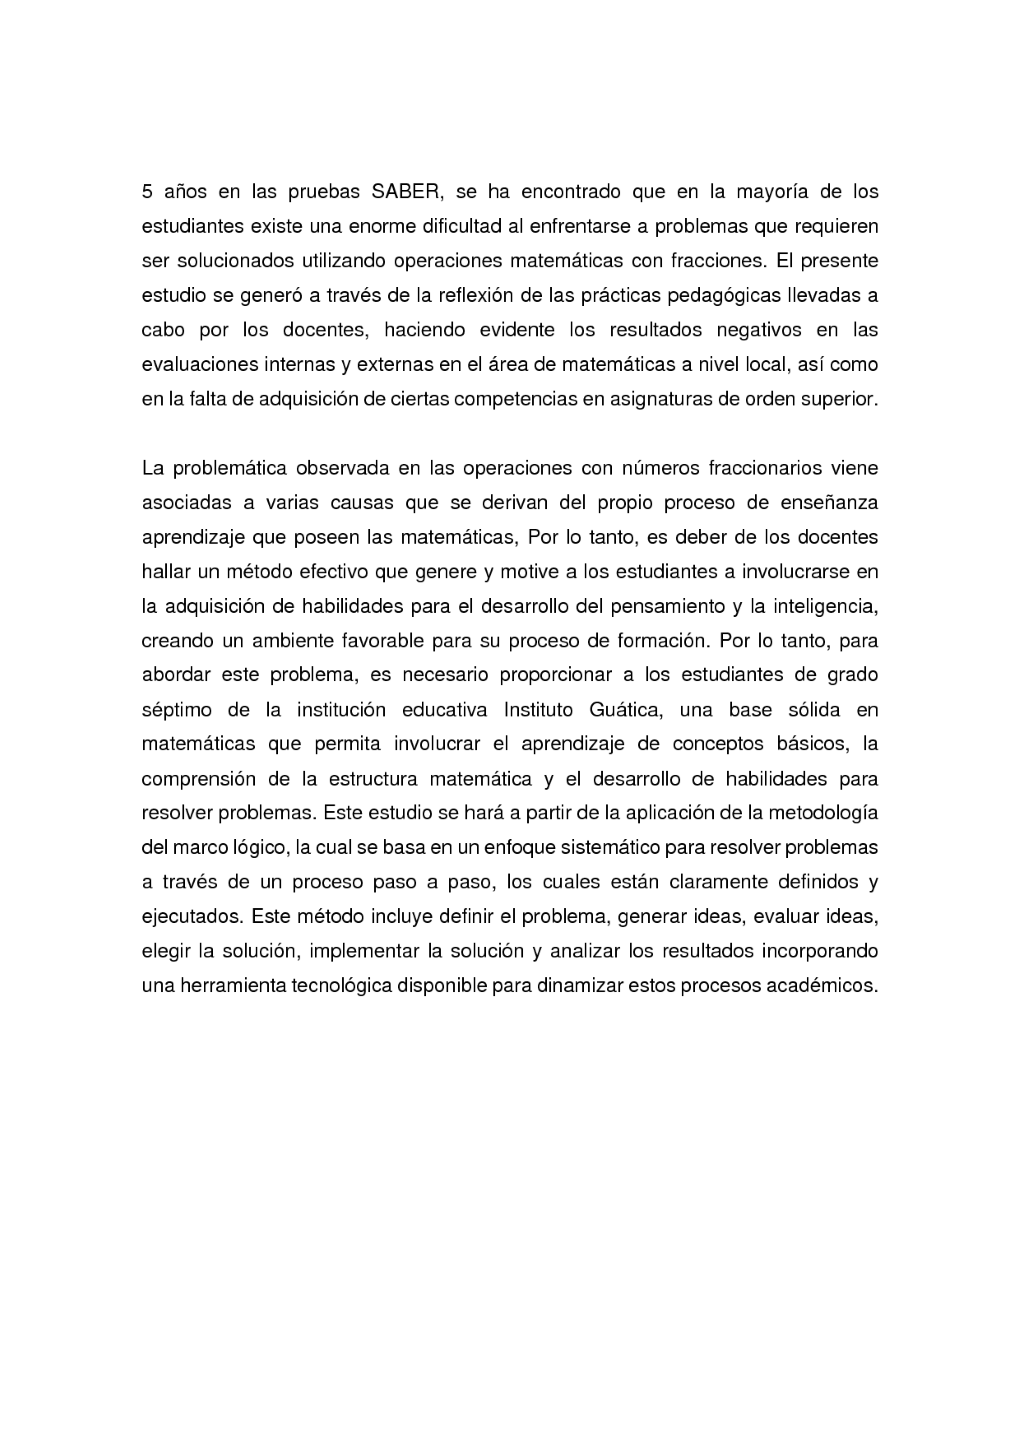 5 años en las pruebas SABER, se ha encontrado que en la mayoría de los
estudiantes existe una enorme dificultad al enfrentarse a problemas que requieren
ser solucionados utilizando operaciones matemáticas con fracciones. El presente
estudio se generó a través de la reflexión de las prácticas pedagógicas llevadas a
cabo por los docentes, haciendo evidente los resultados negativos en las
evaluaciones internas y externas en el área de matemáticas a nivel local, así como
en la falta de adquisición de ciertas competencias en asignaturas de orden superior.
La problemática observada en las operaciones con números fraccionarios viene
asociadas a varias causas que se derivan del propio proceso de enseñanza
aprendizaje que poseen las matemáticas, Por lo tanto, es deber de los docentes
hallar un método efectivo que genere y motive a los estudiantes a involucrarse en
la adquisición de habilidades para el desarrollo del pensamiento y la inteligencia,
creando un ambiente favorable para su proceso de formación. Por lo tanto, para
abordar este problema, es necesario proporcionar a los estudiantes de grado
séptimo de la institución educativa Instituto Guática, una base sólida en
matemáticas que permita involucrar el aprendizaje de conceptos básicos, la
comprensión de la estructura matemática y el desarrollo de habilidades para
resolver problemas. Este estudio se hará a partir de la aplicación de la metodología
del marco lógico, la cual se basa en un enfoque sistemático para resolver problemas
a través de un proceso paso a paso, los cuales están claramente definidos y
ejecutados. Este método incluye definir el problema, generar ideas, evaluar ideas,
elegir la solución, implementar la solución y analizar los resultados incorporando
una herramienta tecnológica disponible para dinamizar estos procesos académicos.